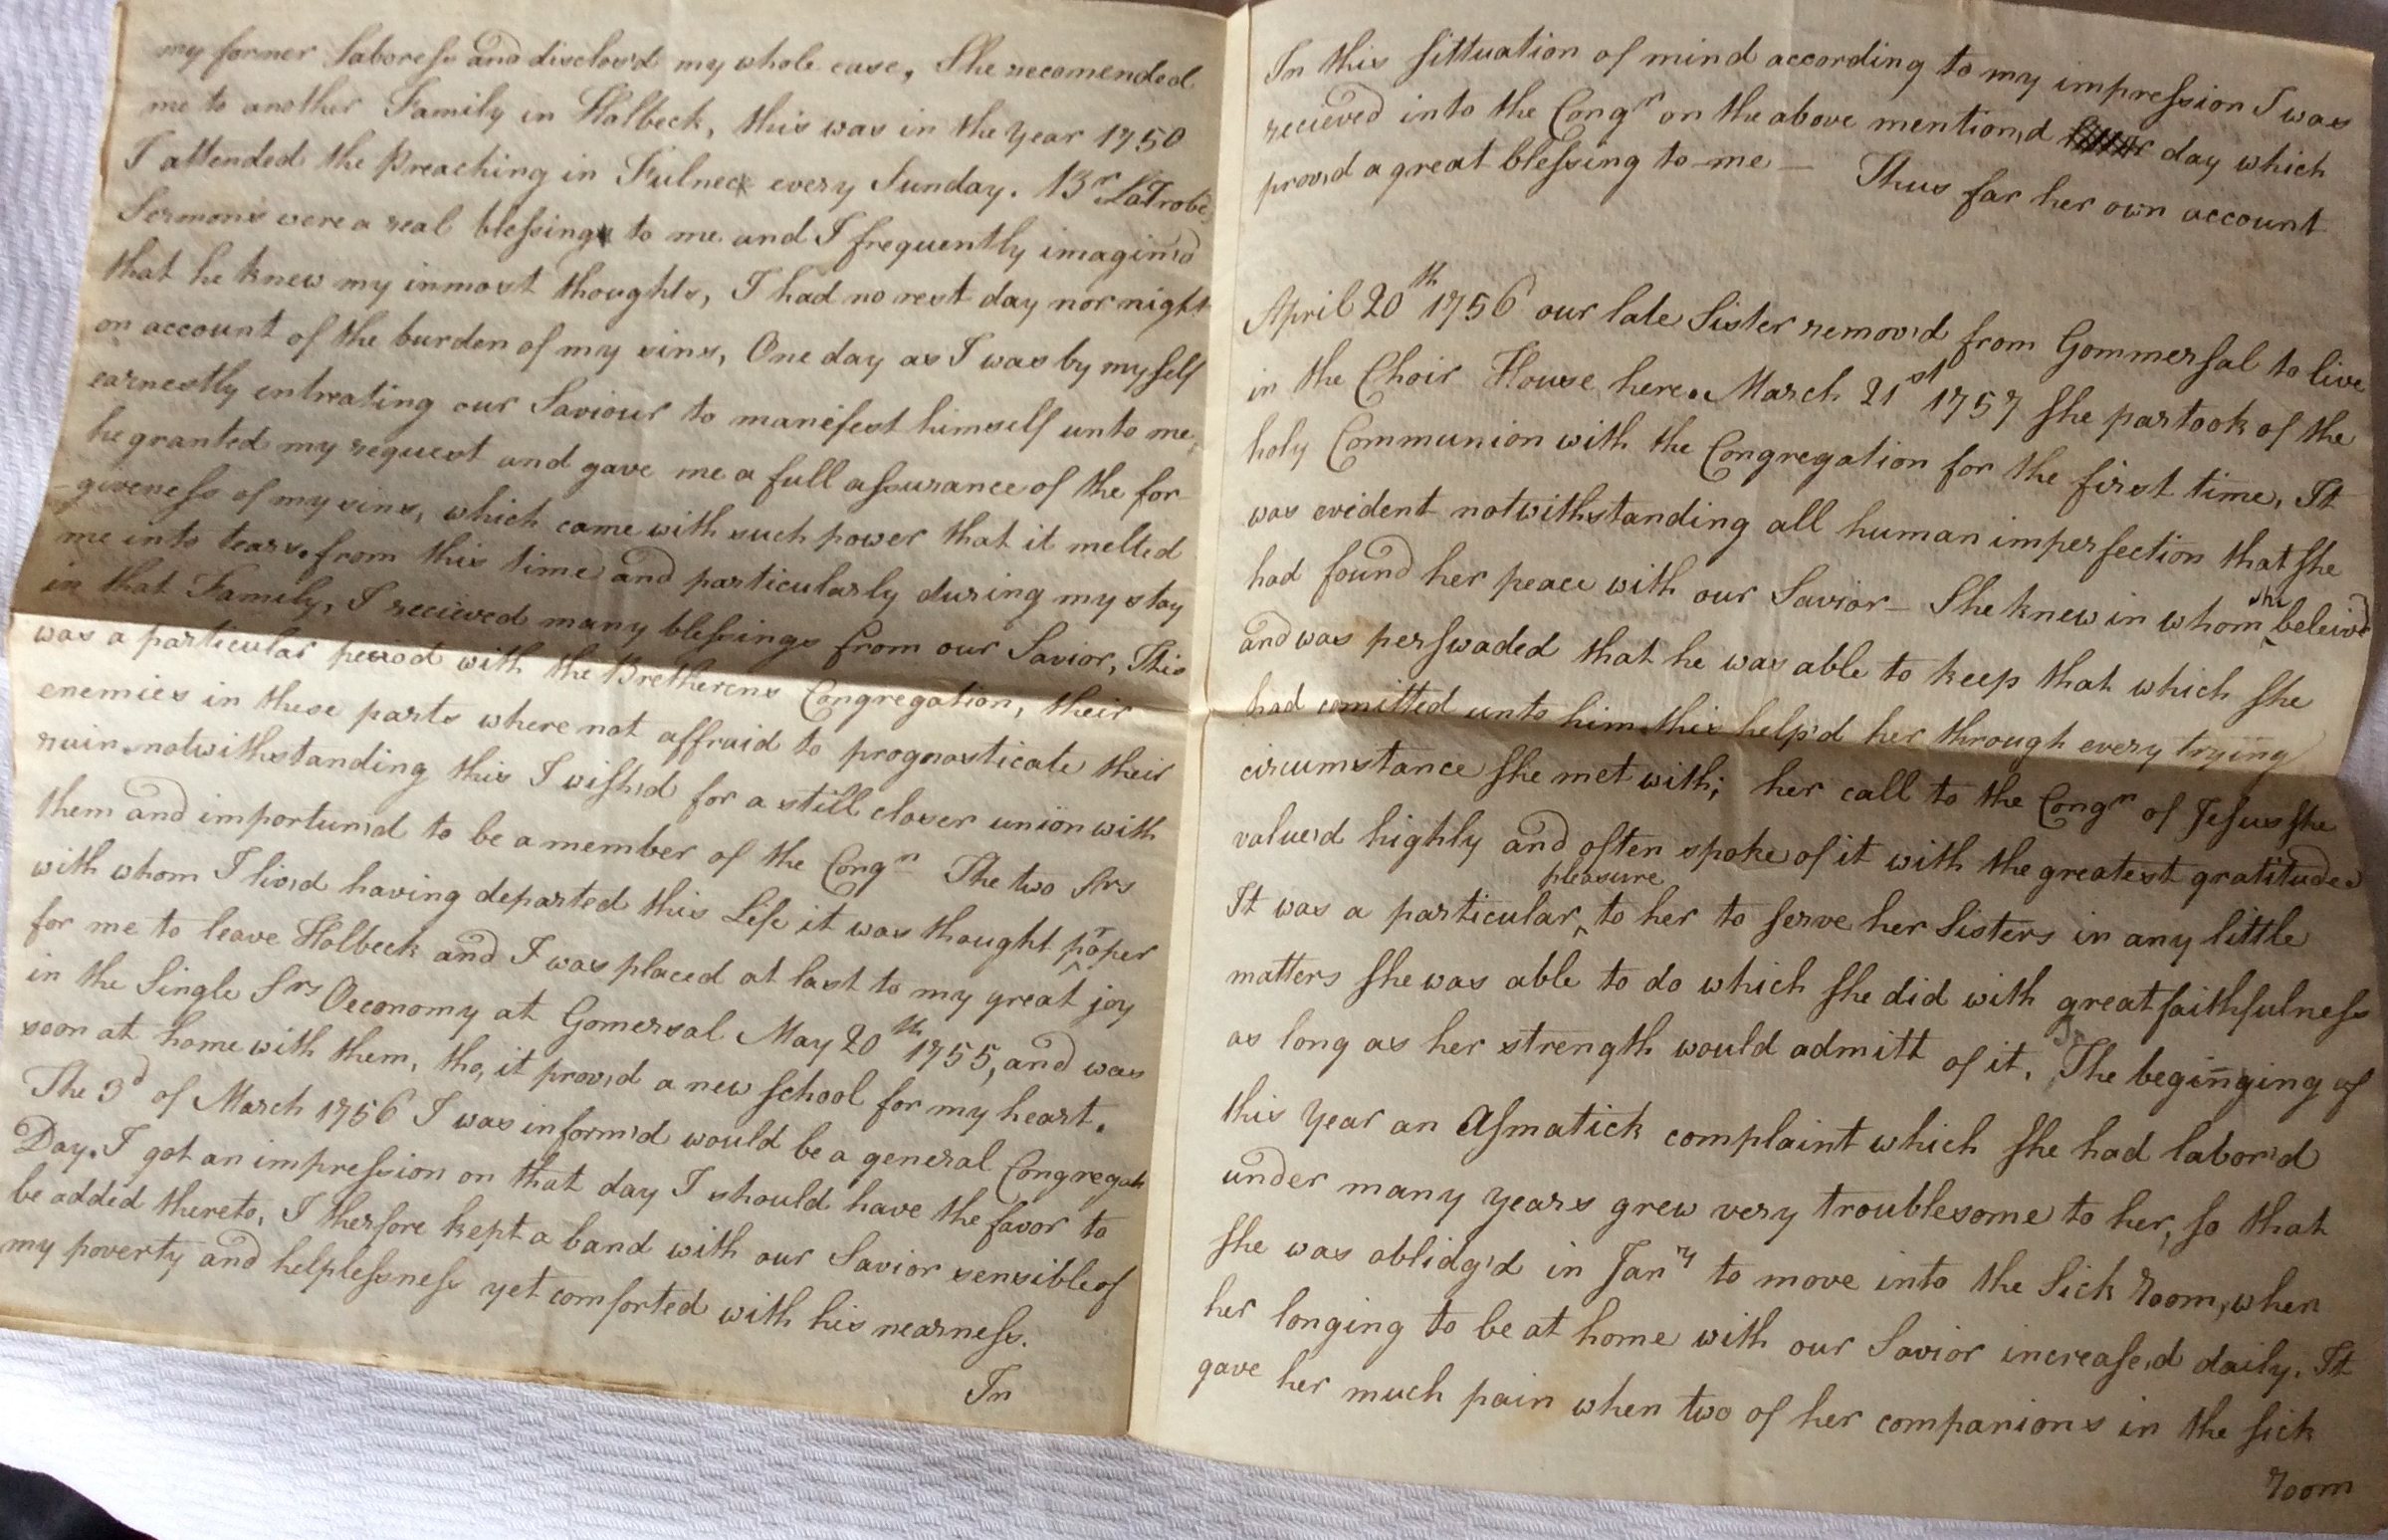 my former Laboress and disclos'd my whole case, She recomended
me to another Family in Holbeck, this was in the Year 1750
I attended the Preaching in Fulneck every Sunday. Br LaTrobe
Sermons were a real blessing to me and I frequently imagin'd
that he knew my inmost thoughts, I had no rest day nor night
on account of the burden of my sins, One day as I was by my self
earnestly intreating our Saviour to manifest himself unto me,
he granted my request and gave me a full assurance of the for-
giveness of my sins, which came with such power that it melted
me into tears. from this time and particularly during my stay
in that Family, I recieved many blessings from our Savior, This
was a particular period with the Bretherens Congregation, their
enemies in these parts where not affraid to prognosticate their
ruin. notwithstanding this I wish'd for a still closer union with
them and importun'd to be a member of the Congn The two Srs
with whom I liv'd having departed this Life it was thought proper
for me to leave Holbeck and I was placed at last to my great joy
in the Single Srs Oeconomy at Gomersal May 20th 1755, and was
soon at home with them, tho, it prov'd a new school for my heart.
The 3d of March 1756 I was inform'd would be a general Congregatn
Day. I got an impression on that day I should have the favor to
be added thereto, I therfore kept a band with our Savior sensible of
my poverty and helplessness yet comforted with his nearness.
In
In this sittuation of mind according to my impression I was
recieved into the Congn on the above mention'd day which
prov'd a great blessing to me — Thus far her own account
April 20th 1756 our late Sister remov'd from Gommersal to live
in the Choir House here. March 21st 1757 she partook of the
holy Communion with the Congregation for the first time, It
was evident notwithstanding all human imperfection that she
had found her peace with our Savior — She knew in whom she beleiv'd
and was perswaded that he was able to keep that which she
had comitted unto him. this help'd her through every trying
circumstance she met with; her call to the Congn of Jesus she
valued highly and often spoke of it with the greatest gratitude.
It was a particular pleasure to her to serve her Sisters in any little
matters she was able to do which she did with great faithfulness
as long as her strength would admitt of it. The begining of
this Year an Asmatick complaint which she had labor'd
under many years grew very troublesome to her, so that
she was oblidg'd in Janry to move into the Sick Room, when
her longing to be at home with our Savior increase'd daily. It
gave her much pain when two of her companions in the sick
room